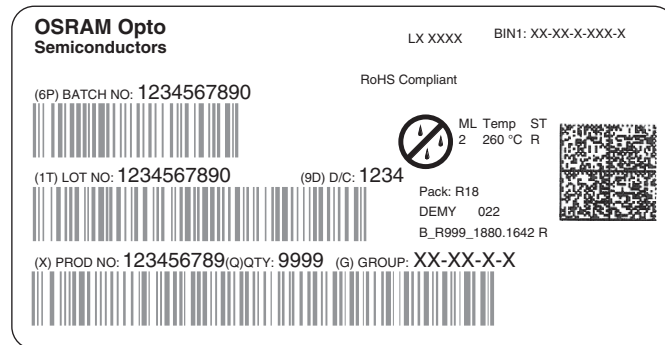 OSRAM Opto
Semiconductors
LX XXXX
BIN1: XX-XX-X-XXX-X
RoHS Compliant
(6P) BATCH NO: 1234567890
ML Temp ST
2 260 °C R
(1T) LOT NO: 1234567890
(9D) D/C: 1234
Pack: R18
DEMY 022
B_R999_1880.1642 R
(X) PROD NO: 123456789(Q)QTY: 9999 (G) GROUP: XX-XX-X-X